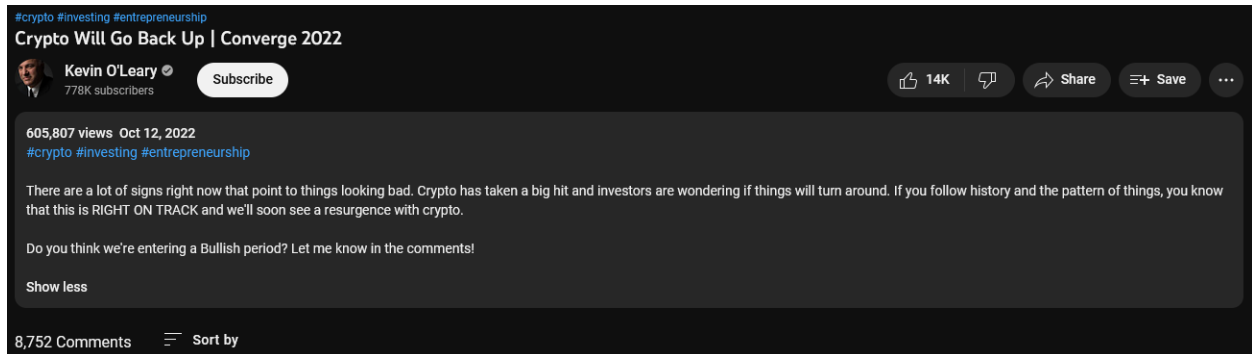 #crypto #investing #entrepreneurship
Crypto Will Go Back Up | Converge 2022
Kevin O'Leary
778K subscribers
Subscribe
14K
Share
Save
605,807 views Oct 12, 2022
#crypto #investing #entrepreneurship
There are a lot of signs right now that point to things looking bad. Crypto has taken a big hit and investors are wondering if things will turn around. If you follow history and the pattern of things, you know
that this is RIGHT ON TRACK and we'll soon see a resurgence with crypto.
Do you think we're entering a Bullish period? Let me know in the comments!
Show less
8,752 Comments
Sort by